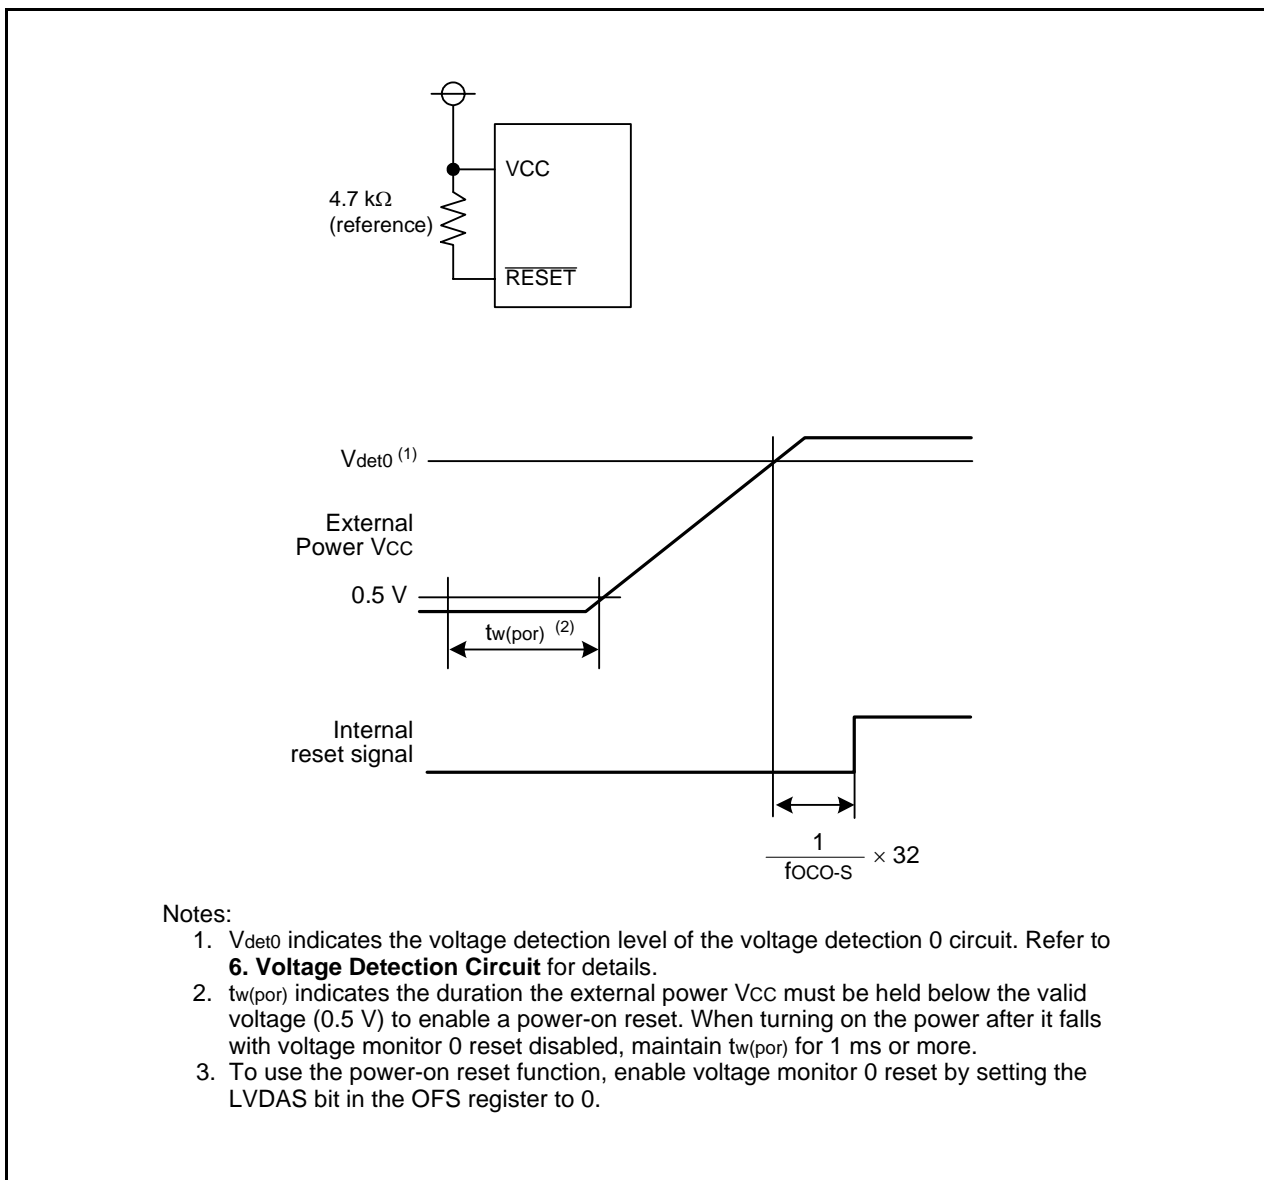 VCC
4.7 kΩ
(reference)
RESET
Vdet0 (1)
External
Power VCC
0.5 V
tw(por) (2)
Internal
reset signal
1
fOCO-S
× 32
Notes:
1. Vdet0 indicates the voltage detection level of the voltage detection 0 circuit. Refer to
6. Voltage Detection Circuit for details.
2. tw(por) indicates the duration the external power VCC must be held below the valid
voltage (0.5 V) to enable a power-on reset. When turning on the power after it falls
with voltage monitor 0 reset disabled, maintain tw(por) for 1 ms or more.
3. To use the power-on reset function, enable voltage monitor 0 reset by setting the
LVDAS bit in the OFS register to 0.